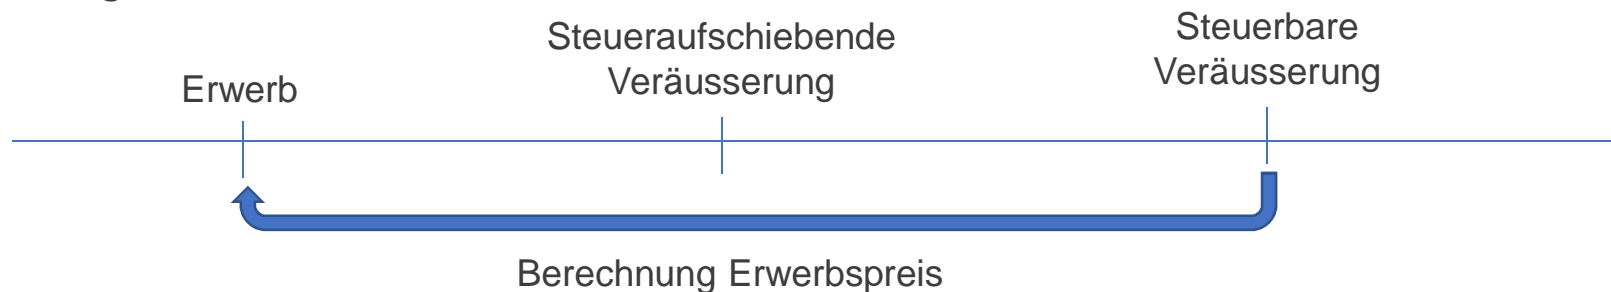 Steueraufschiebende
Veräusserung
Steuerbare
Veräusserung
Erwerb
Berechnung Erwerbspreis